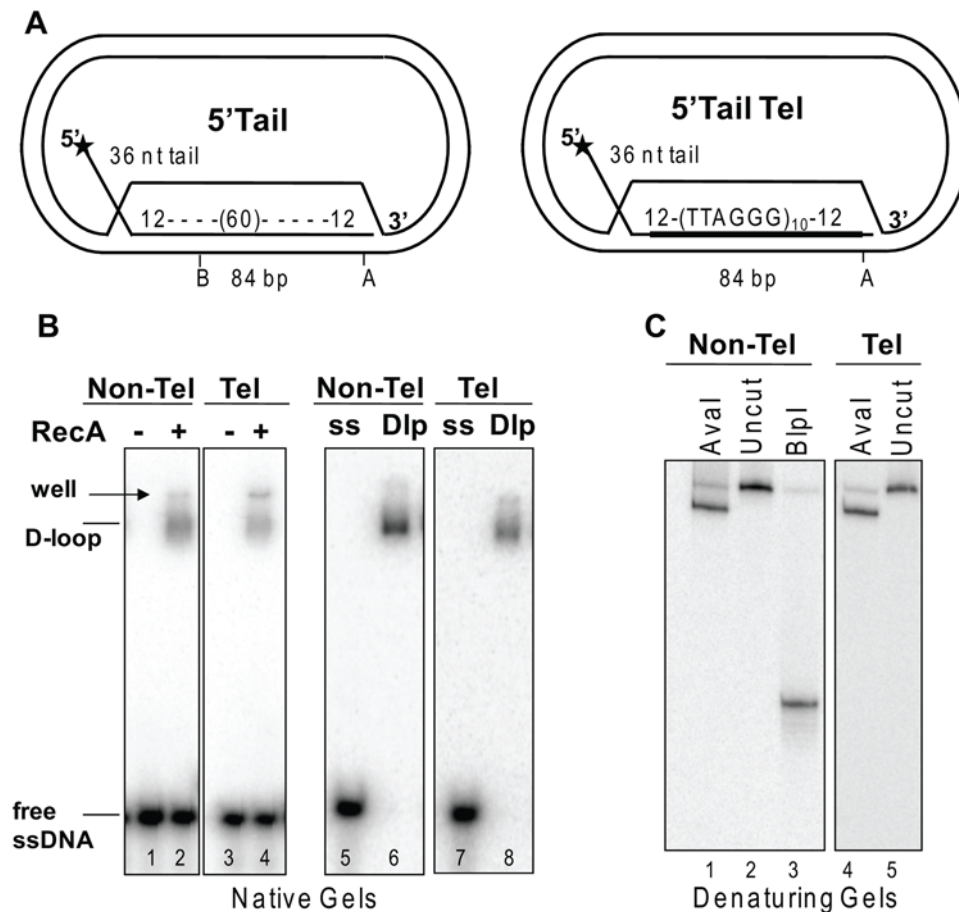 A
5'Tail
5'
36 nt tail
12----(60)-----12
3'
B 84 bp A
5'Tail Tel
5'
36 nt tail
12-(TTAGGG)10-12
3'
84 bp A
B
Non-Tel Tel Non-Tel Tel
RecA - + - + ss Dlp ss Dlp
well
D-loop
free
ssDNA
1 2 3 4 5 6 7 8
Native Gels
C
Non-Tel Tel
AvaI Uncut BlpI AvaI Uncut
1 2 3 4 5
Denaturing Gels